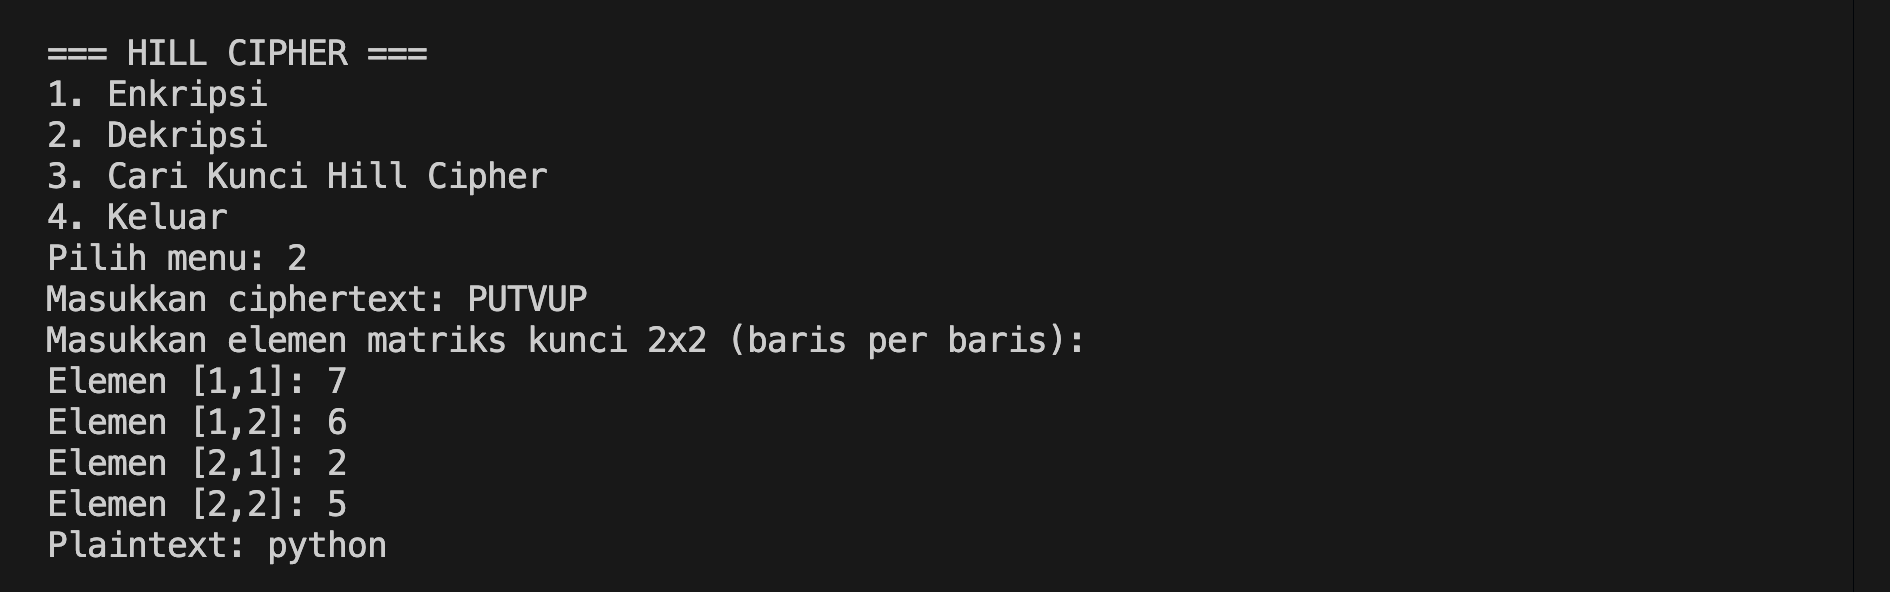 === HILL CIPHER ===
1. Enkripsi
2. Dekripsi
3. Cari Kunci Hill Cipher
4. Keluar
Pilih menu: 2
Masukkan ciphertext: PUTVUP
Masukkan elemen matriks kunci 2x2 (baris per baris):
Elemen [1,1]: 7
Elemen [1,2]: 6
Elemen [2,1]: 2
Elemen [2,2]: 5
Plaintext: python